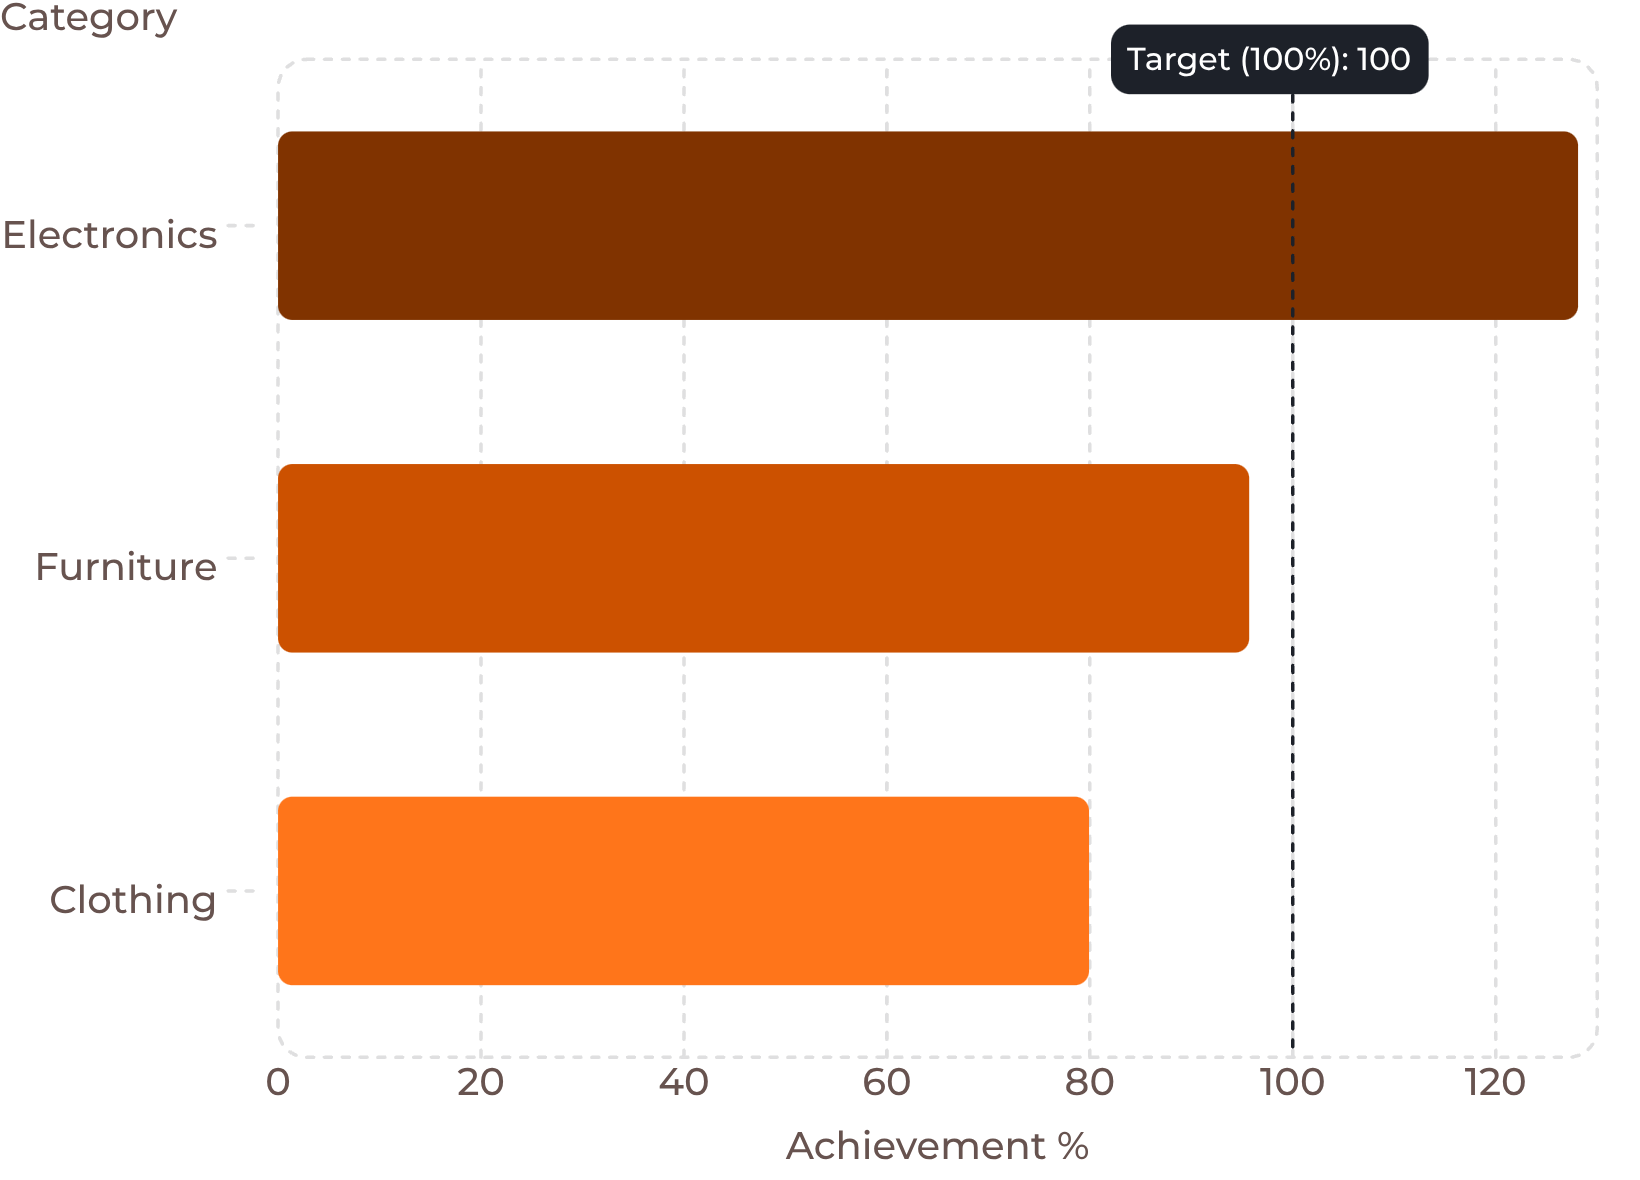 Category
Target (100%): 100
Electronics
Furniture
Clothing
0 20 40 60 80 100 120
Achievement %